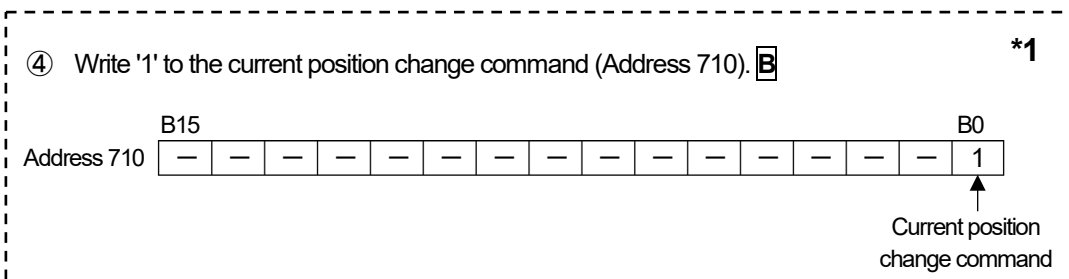 ④ Write '1' to the current position change command (Address 710). B *1
B15 B0
Address 710 — — — — — — — — — — — — — — — 1
Current position
change command